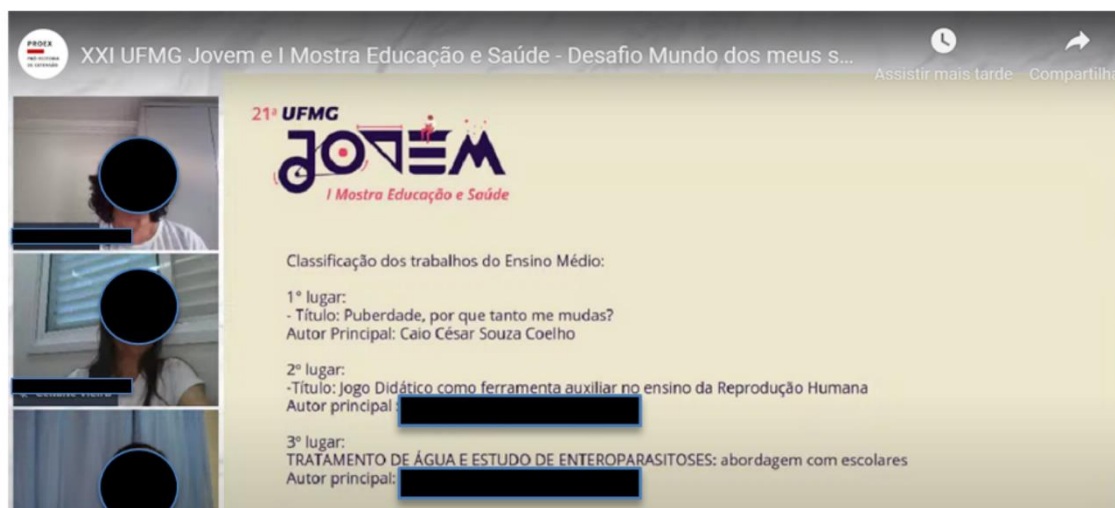 PROEX
XXI UFMG Jovem e I Mostra Educação e Saúde - Desafio Mundo dos meus s...
Assistir mais tarde
Compartilha
21ª UFMG
JOVEM
I Mostra Educação e Saúde
Classificação dos trabalhos do Ensino Médio:
1° lugar:
- Título: Puberdade, por que tanto me mudas?
Autor Principal: Caio César Souza Coelho
2° lugar:
-Título: Jogo Didático como ferramenta auxiliar no ensino da Reprodução Humana
Autor principal :
3° lugar:
TRATAMENTO DE ÁGUA E ESTUDO DE ENTEROPARASITOSES: abordagem com escolares
Autor principal: